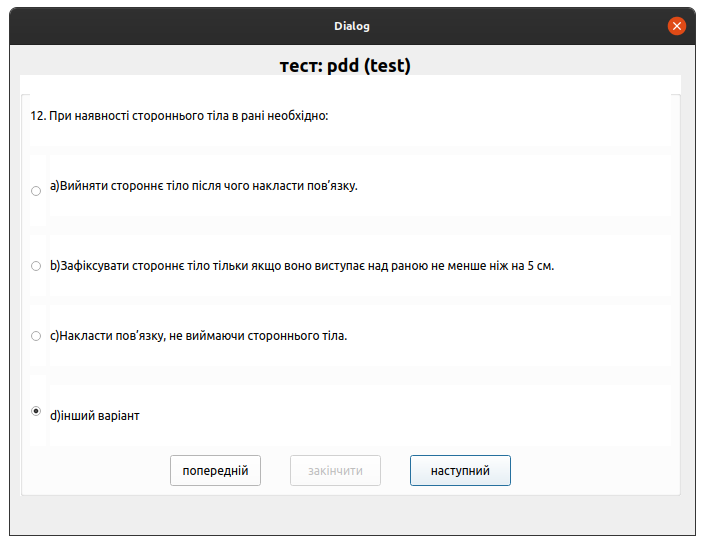 Dialog
тест: pdd (test)
12. При наявності стороннього тіла в рані необхідно:
a)Вийняти стороннє тіло після чого накласти пов’язку.
b)Зафіксувати стороннє тіло тільки якщо воно виступає над раною не менше ніж на 5 см.
c)Накласти пов’язку, не виймаючи стороннього тіла.
d)інший варіант
попередній закінчити наступний